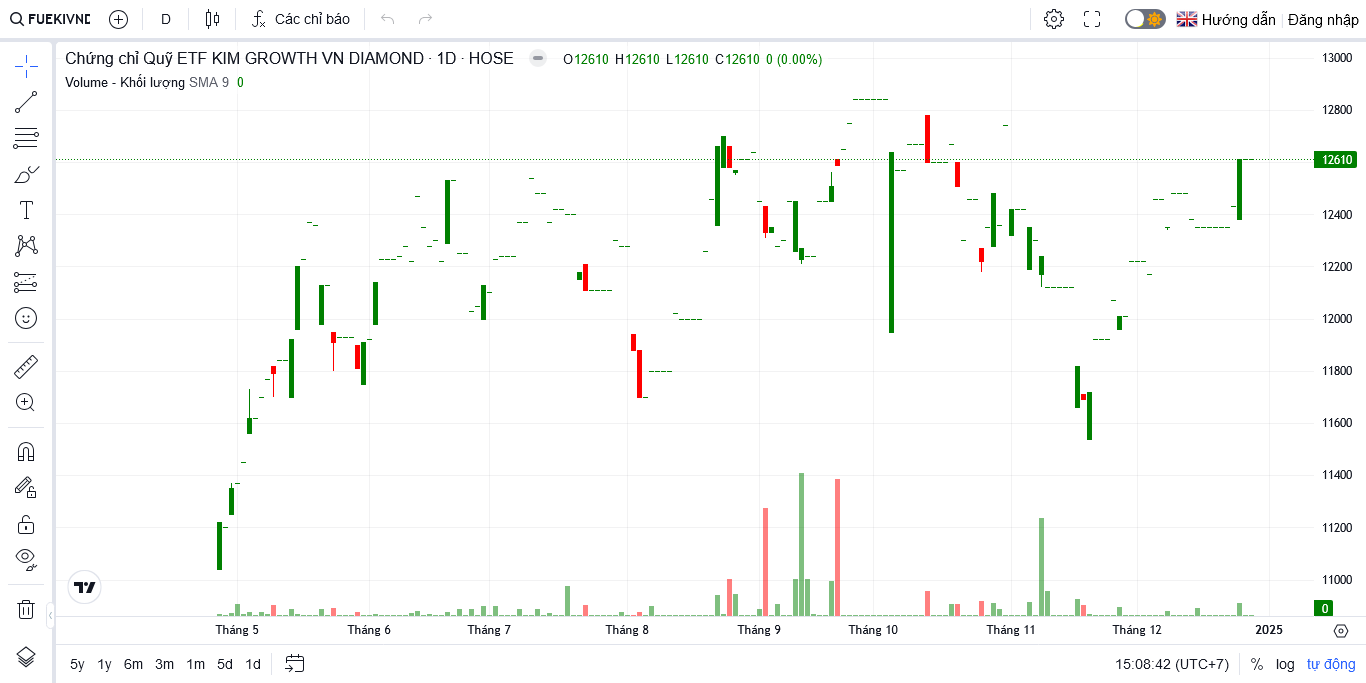 FUEKIVND D Các chỉ báo Hướng dẫn Đăng nhập
Chứng chỉ Quỹ ETF KIM GROWTH VN DIAMOND · 1D · HOSE O12610 H12610 L12610 C12610 0 (0.00%)
Volume - Khối lượng SMA 9 0
13000
12800
12610
12400
12200
12000
11800
11600
11400
11200
11000
0
Tháng 5 Tháng 6 Tháng 7 Tháng 8 Tháng 9 Tháng 10 Tháng 11 Tháng 12 2025
5y 1y 6m 3m 1m 5d 1d 15:08:42 (UTC+7) % log tự động